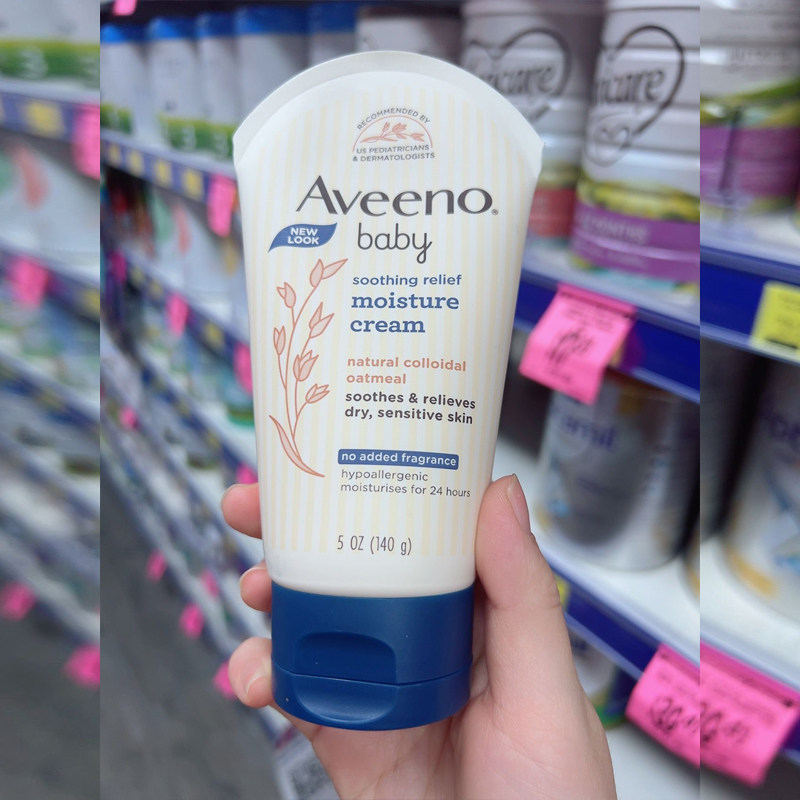 RECOMMENDED BY
US PEDIATRICIANS
& DERMATOLOGISTS
Aveeno®
NEW
LOOK
baby
soothing relief
moisture
cream
natural colloidal
oatmeal
soothes & relieves
dry, sensitive skin
no added fragrance
hypoallergenic
moisturises for 24 hours
5 OZ (140 g)